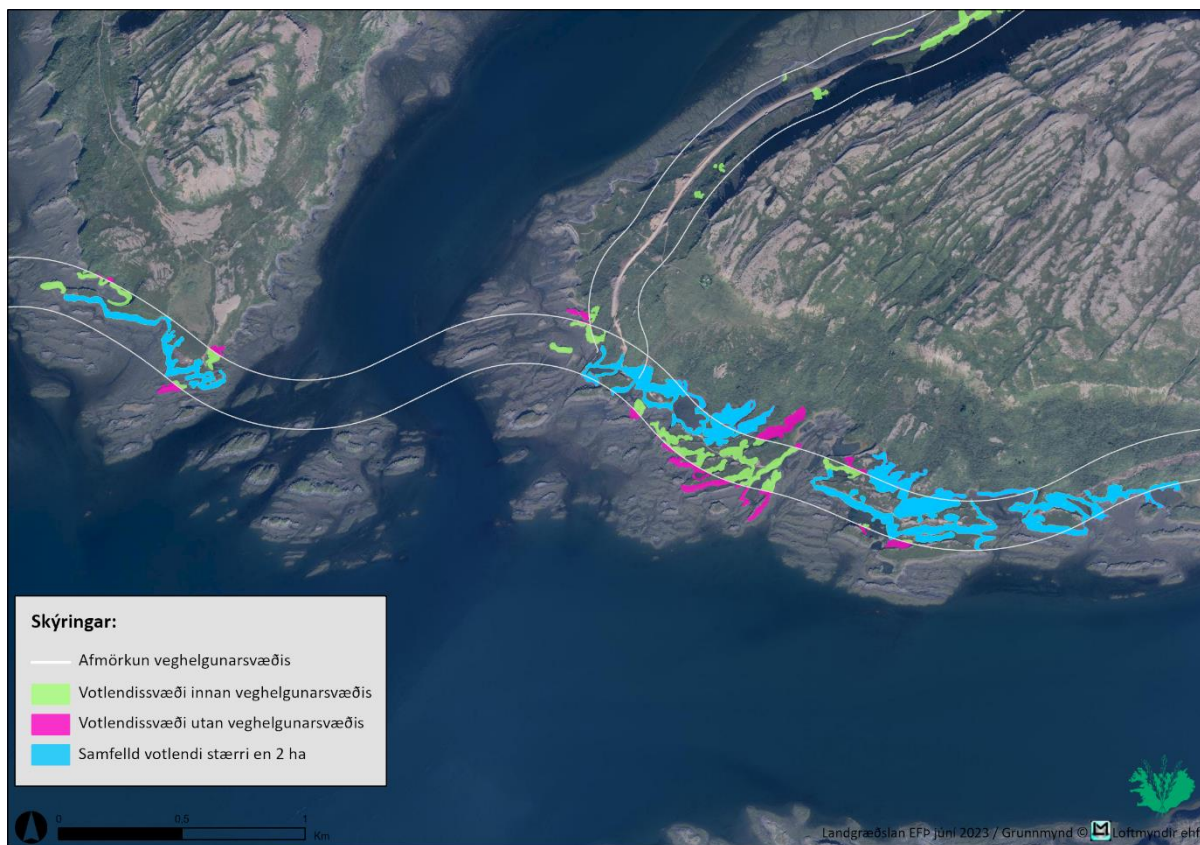 Skýringar:
Afmörkun veghelgunarsvæðis
Votlendissvæði innan veghelgunarsvæðis
Votlendissvæði utan veghelgunarsvæðis
Samfelld votlendi stærri en 2 ha
0 0.5 1
Km
Landgræðslan EFÞ júní 2023 / Grunnmynd © Loftmyndir ehf